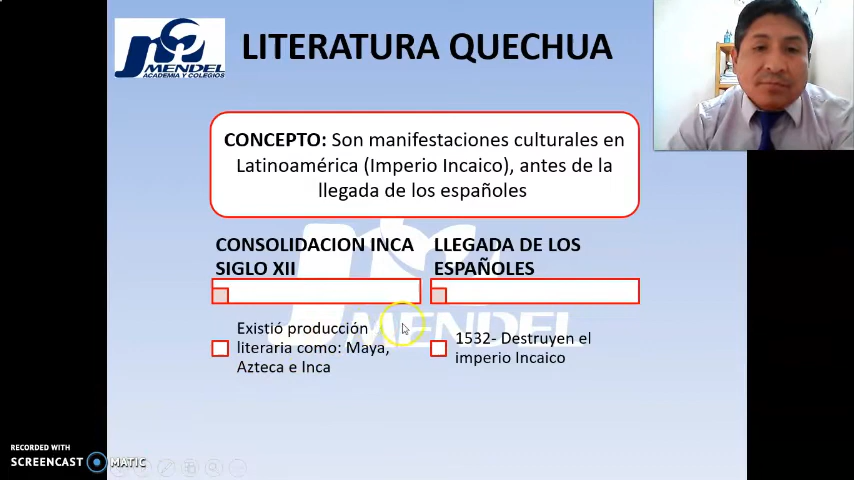 MENDEL
ACADEMIA Y COLEGIOS
LITERATURA QUECHUA
CONCEPTO: Son manifestaciones culturales en
Latinoamérica (Imperio Incaico), antes de la
llegada de los españoles
CONSOLIDACION INCA
SIGLO XII
LLEGADA DE LOS
ESPAÑOLES
MENDEL
Existió producción
literaria como: Maya,
Azteca e Inca
1532- Destruyen el
imperio Incaico
RECORDED WITH
SCREENCAST MATIC